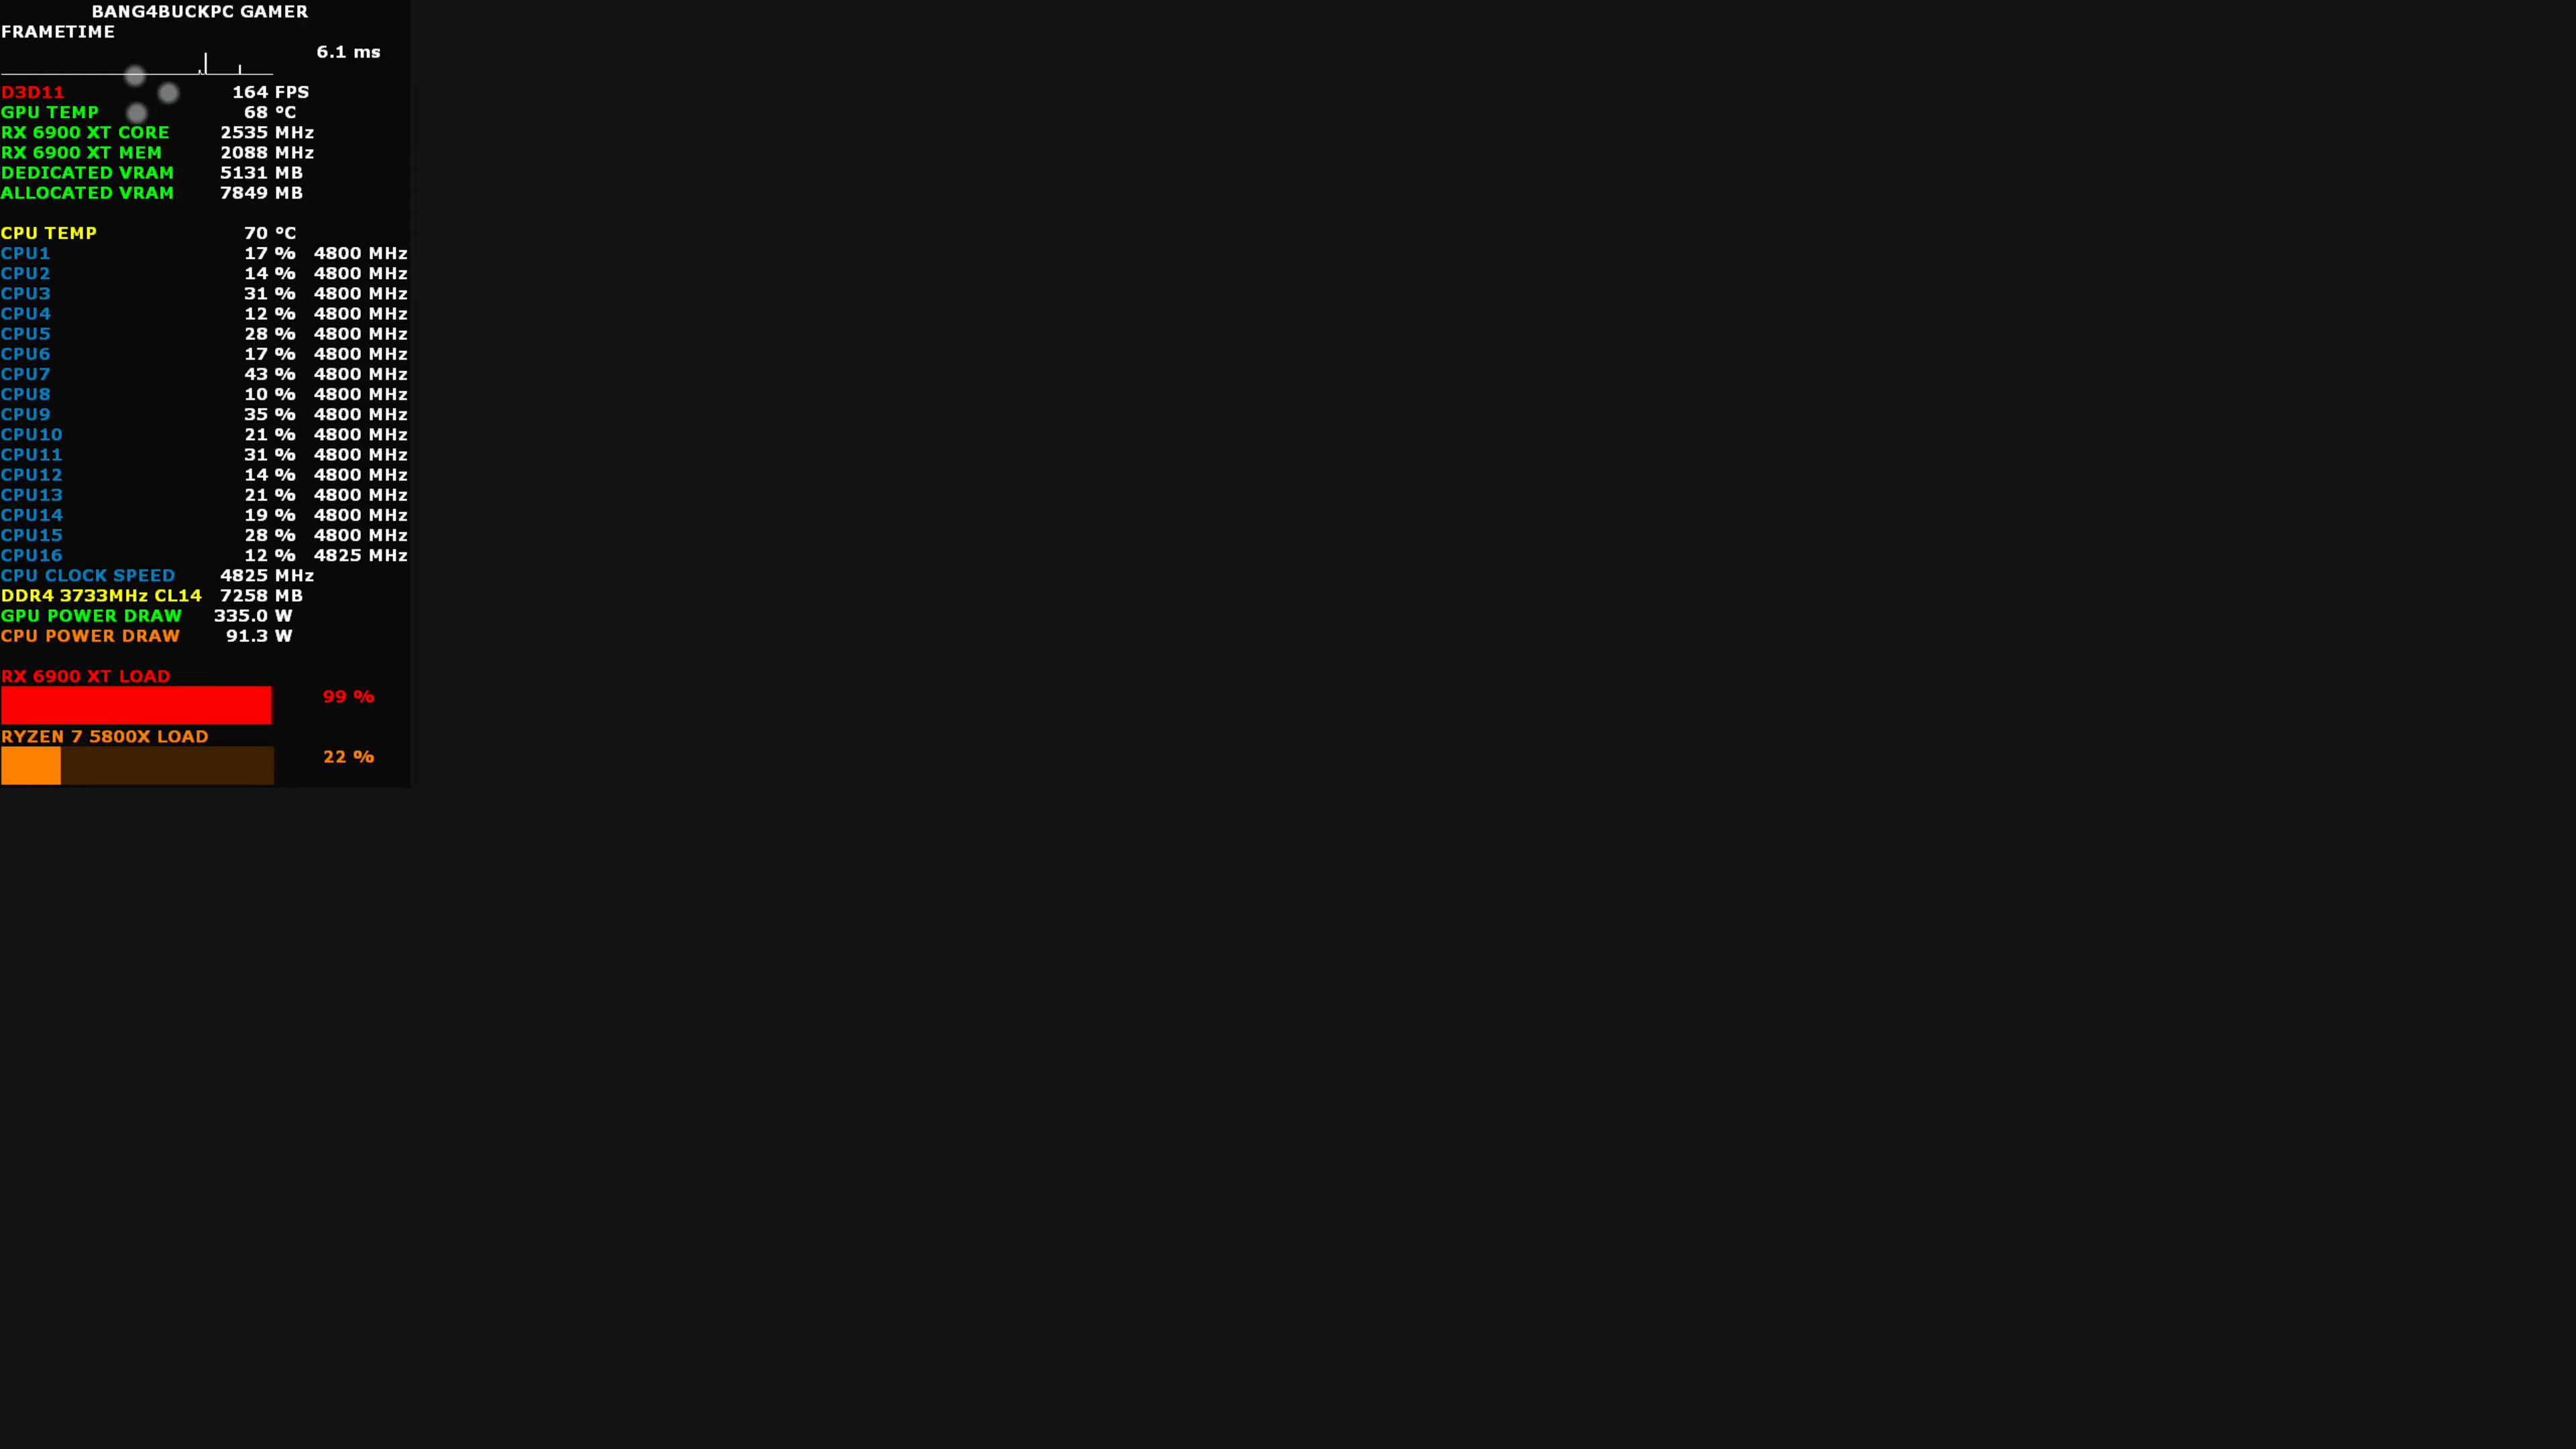 BANG4BUCKPC GAMER
FRAMETIME
6.1 ms
D3D11 164 FPS
GPU TEMP 68 °C
RX 6900 XT CORE 2535 MHz
RX 6900 XT MEM 2088 MHz
DEDICATED VRAM 5131 MB
ALLOCATED VRAM 7849 MB
CPU TEMP 70 °C
CPU1 17 % 4800 MHz
CPU2 14 % 4800 MHz
CPU3 31 % 4800 MHz
CPU4 12 % 4800 MHz
CPU5 28 % 4800 MHz
CPU6 17 % 4800 MHz
CPU7 43 % 4800 MHz
CPU8 10 % 4800 MHz
CPU9 35 % 4800 MHz
CPU10 21 % 4800 MHz
CPU11 31 % 4800 MHz
CPU12 14 % 4800 MHz
CPU13 21 % 4800 MHz
CPU14 19 % 4800 MHz
CPU15 28 % 4800 MHz
CPU16 12 % 4825 MHz
CPU CLOCK SPEED 4825 MHz
DDR4 3733MHz CL14 7258 MB
GPU POWER DRAW 335.0 W
CPU POWER DRAW 91.3 W
RX 6900 XT LOAD
99 %
RYZEN 7 5800X LOAD
22 %